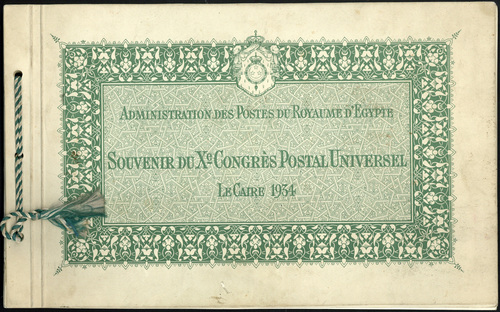 ADMINISTRATION DES POSTES DU ROYAUME D'EGYPTE
SOUVENIR DU Xᵉ CONGRÈS POSTAL UNIVERSEL
LE CAIRE 1934